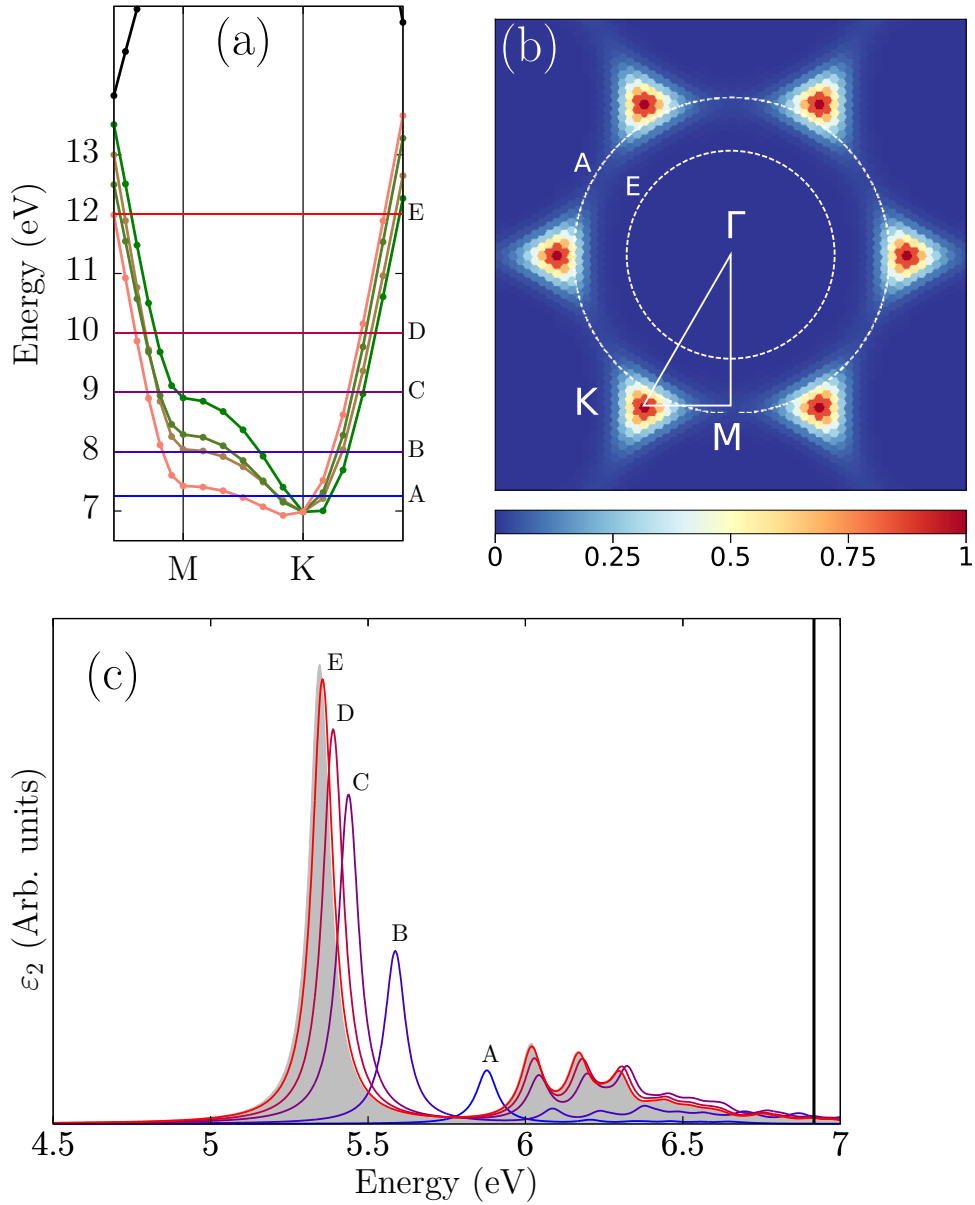 (a)
13
12
11
10
9
8
7
Energy (eV)
E
D
C
B
A
M
K
(b)
A
E
Γ
K
M
0
0.25
0.5
0.75
1
(c)
E
D
C
B
A
ε₂ (Arb. units)
4.5
5
5.5
6
6.5
7
Energy (eV)